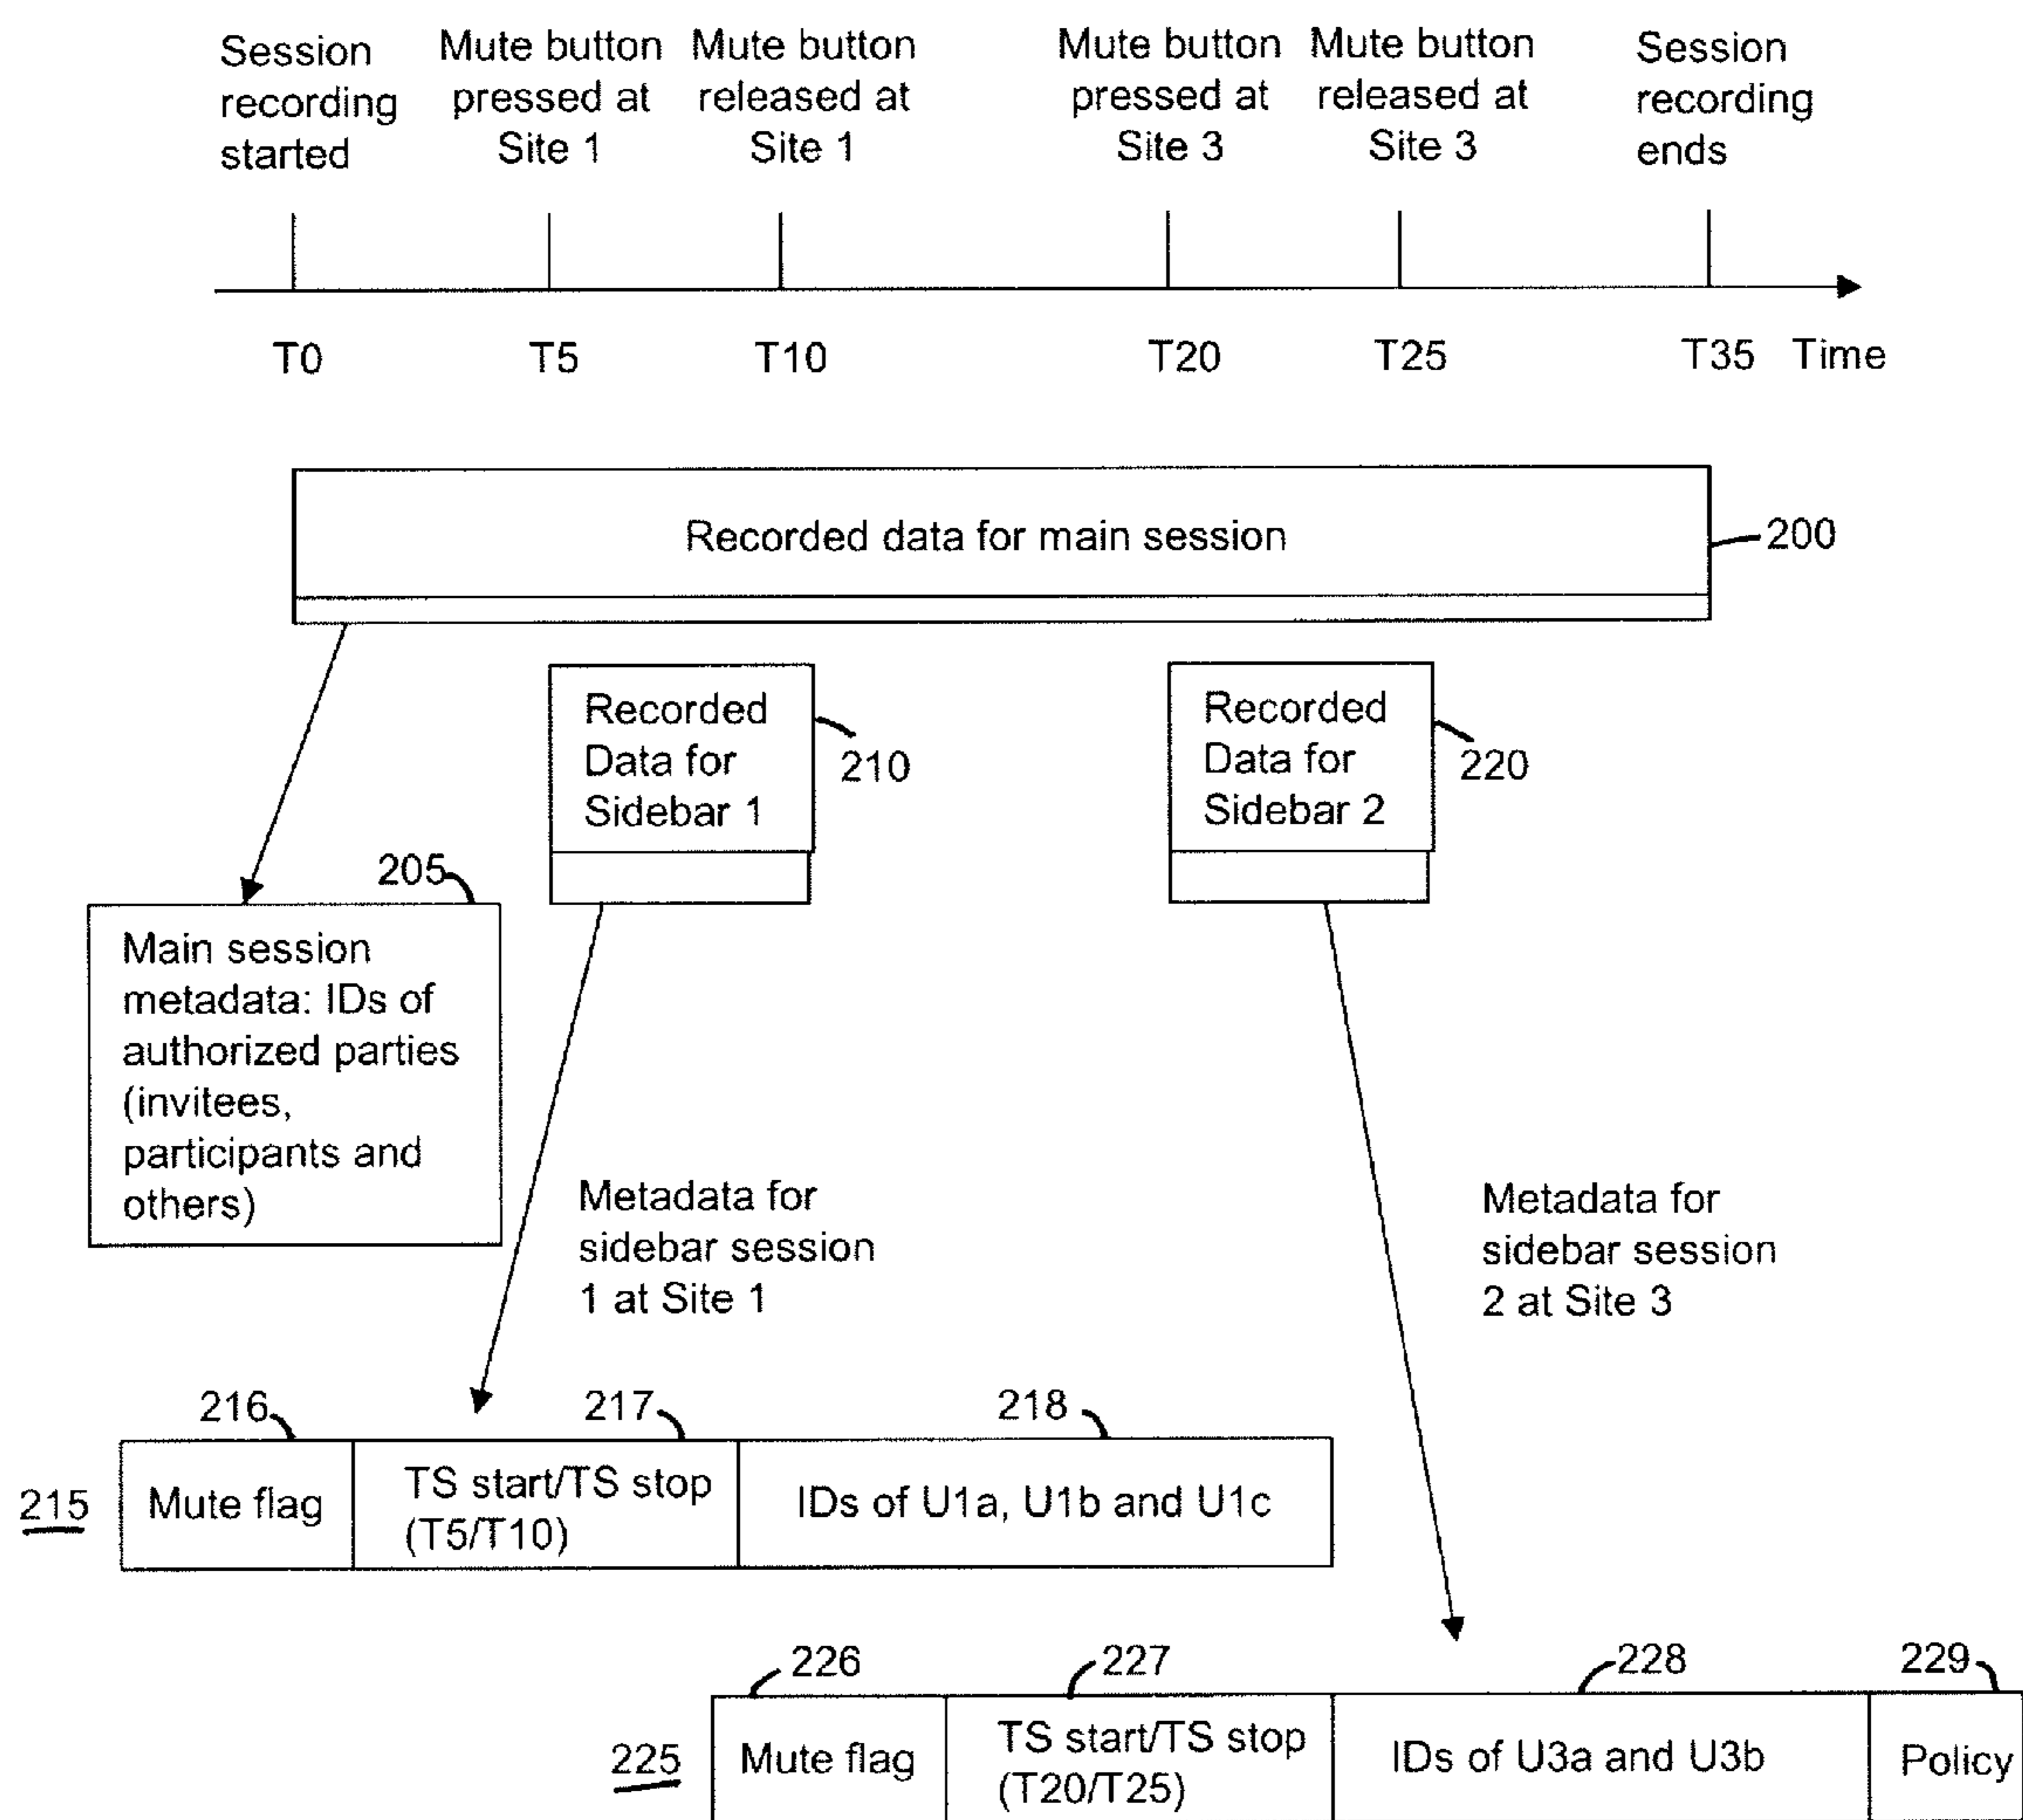 Session
recording
started
Mute button
pressed at
Site 1
Mute button
released at
Site 1
Mute button
pressed at
Site 3
Mute button
released at
Site 3
Session
recording
ends
T0
T5
T10
T20
T25
T35
Time
Recorded data for main session
200
Recorded
Data for
Sidebar 1
210
Recorded
Data for
Sidebar 2
220
205
Main session
metadata: IDs of
authorized parties
(invitees,
participants and
others)
Metadata for
sidebar session
1 at Site 1
Metadata for
sidebar session
2 at Site 3
216
217
218
215
Mute flag
TS start/TS stop
(T5/T10)
IDs of U1a, U1b and U1c
226
227
228
229
225
Mute flag
TS start/TS stop
(T20/T25)
IDs of U3a and U3b
Policy